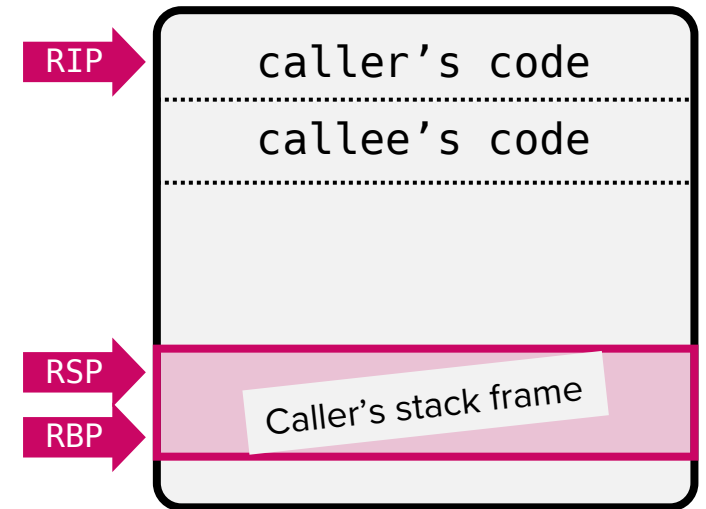 RIP
caller’s code
callee’s code
RSP
Caller’s stack frame
RBP